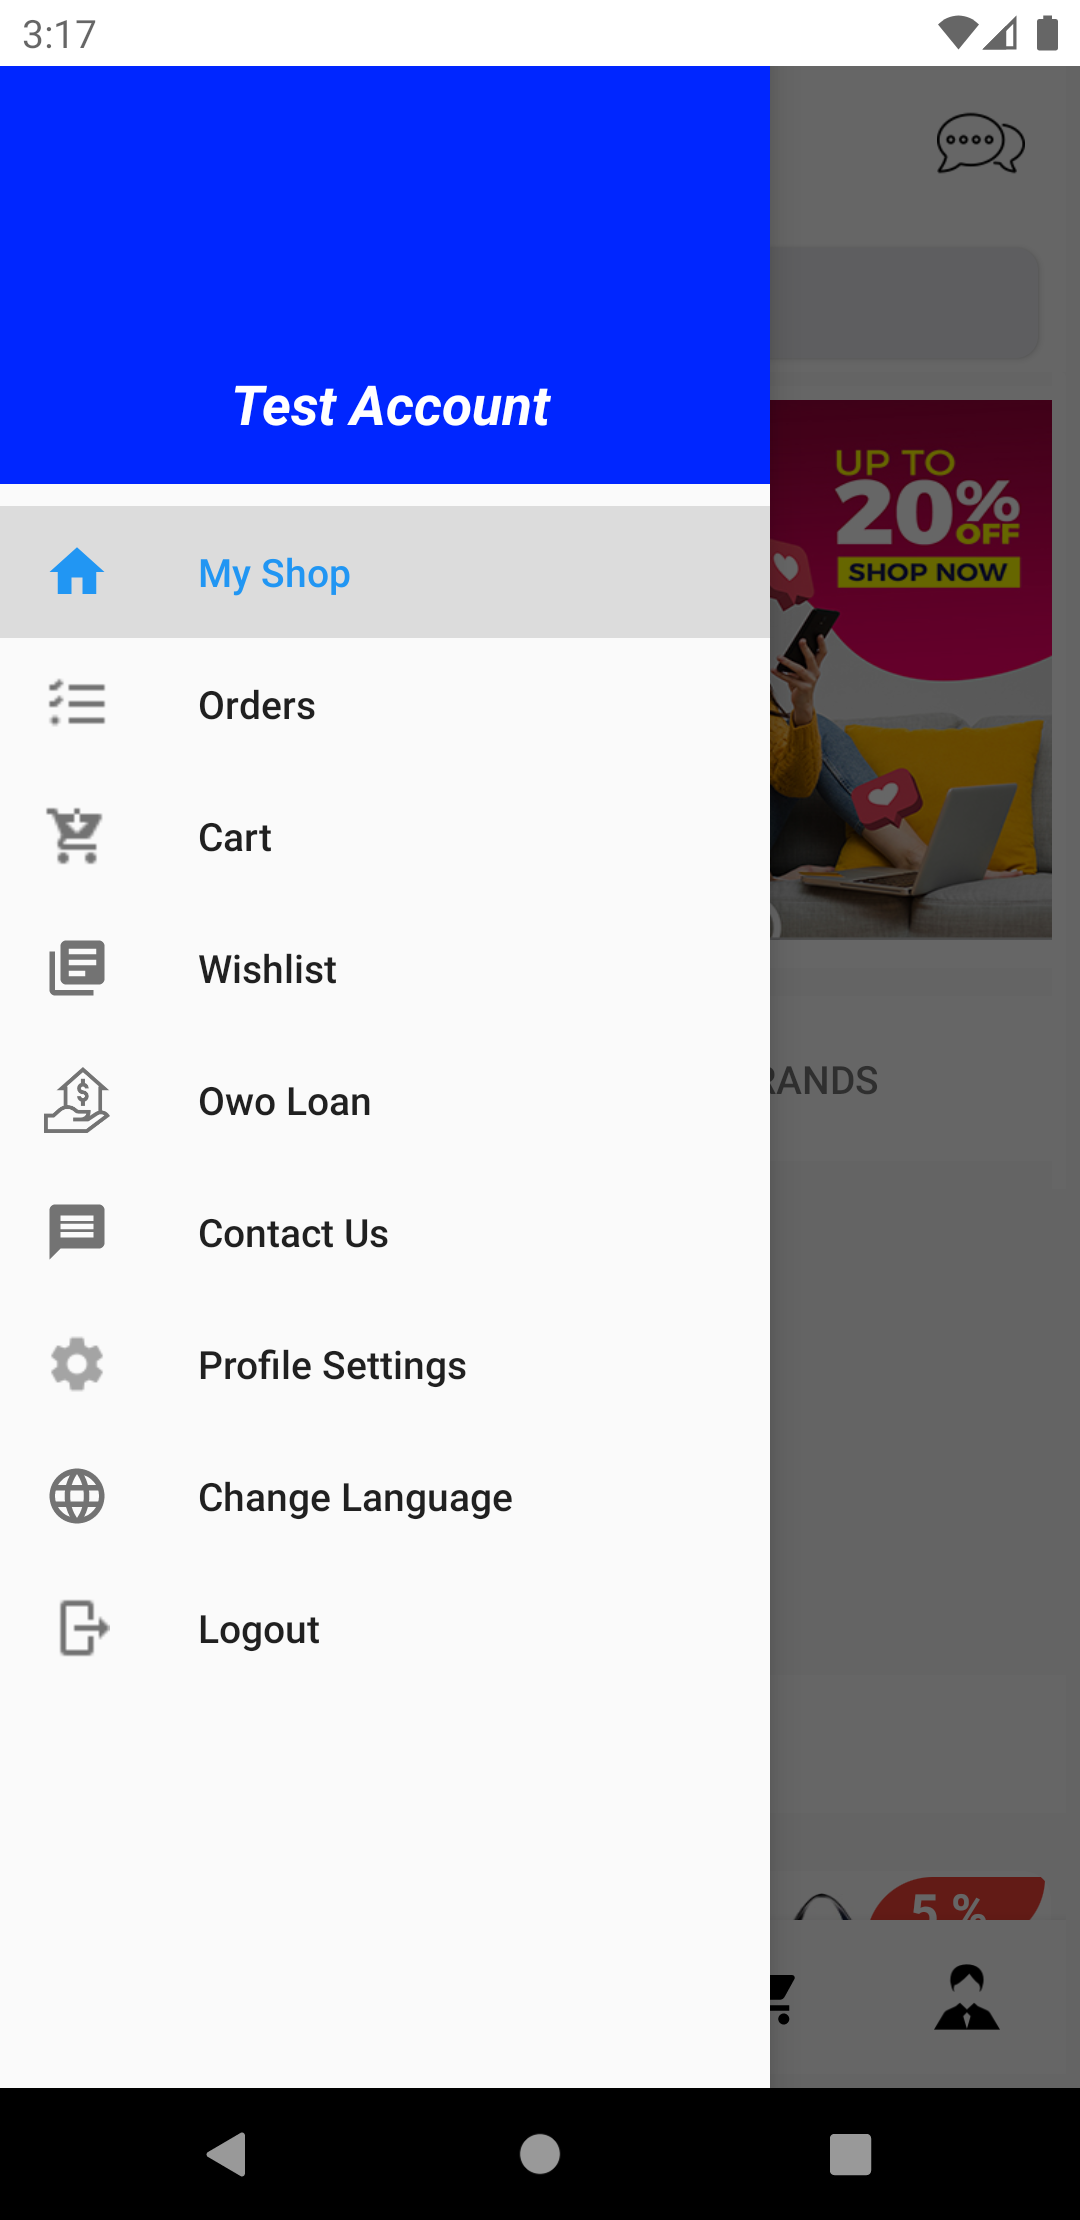 3:17
Test Account
My Shop
Orders
Cart
Wishlist
Owo Loan
Contact Us
Profile Settings
Change Language
Logout
UP TO
20%
OFF
SHOP NOW
RANDS
5 %